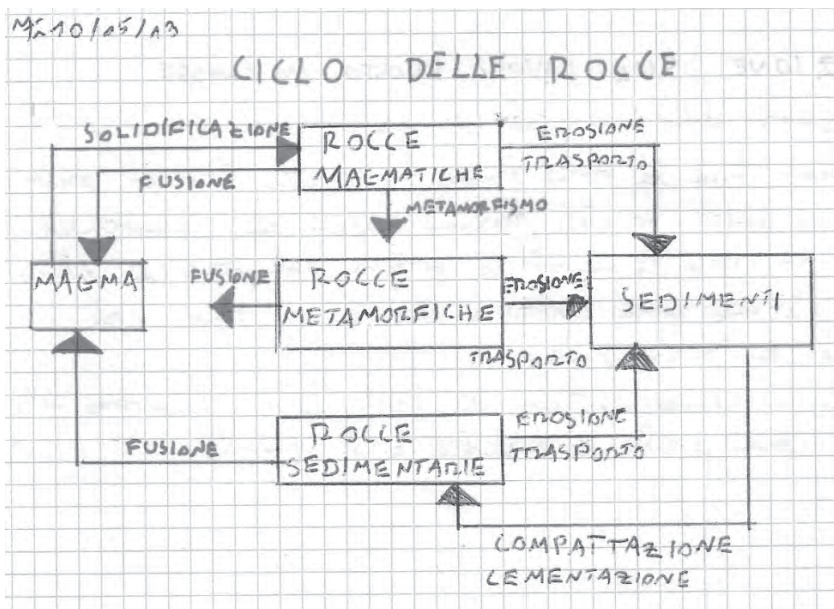 10/05/13
CICLO DELLE ROCCE
SOLIDIFICAZIONE
ROCCE
MAGMATICHE
EROSIONE
TRASPORTO
FUSIONE
METAMORFISMO
MAGMA
FUSIONE
ROCCE
METAMORFICHE
EROSIONE
TRASPORTO
SEDIMENTI
FUSIONE
ROCCE
SEDIMENTARIE
EROSIONE
TRASPORTO
COMPATTAZIONE
CEMENTAZIONE